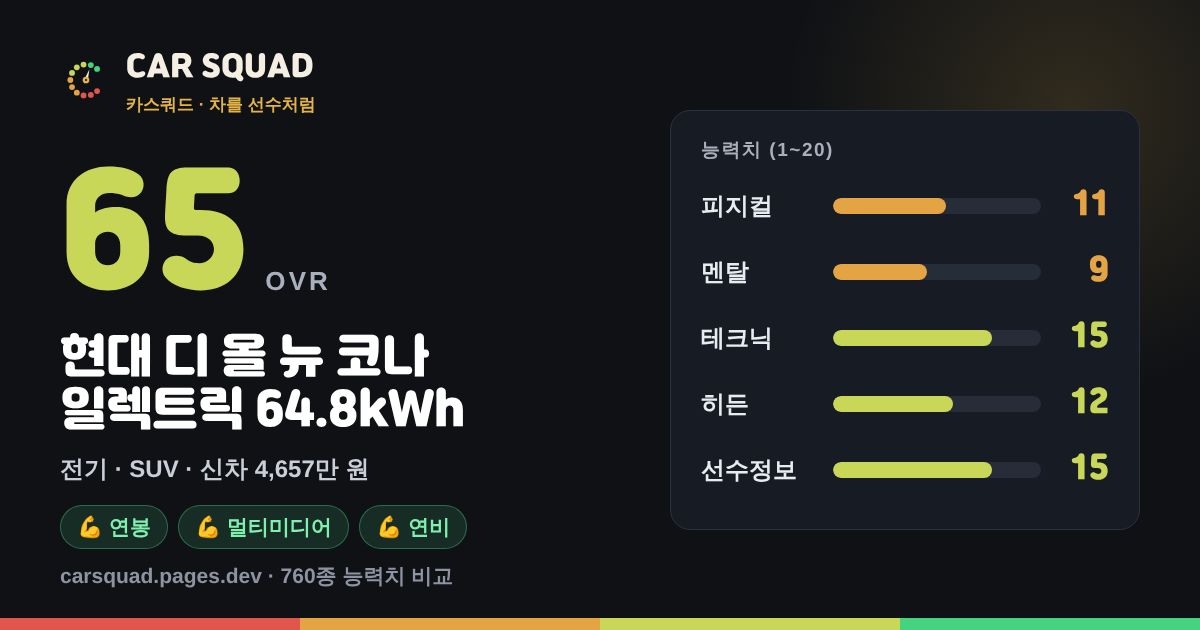 CAR SQUAD
카스쿼드 · 차를 선수처럼
65 OVR
현대 디 올 뉴 코나
일렉트릭 64.8kWh
전기 · SUV · 신차 4,657만 원
💪 연봉 💪 멀티미디어 💪 연비
carsquad.pages.dev · 760종 능력치 비교
능력치 (1~20)
피지컬 11
멘탈 9
테크닉 15
히든 12
선수정보 15